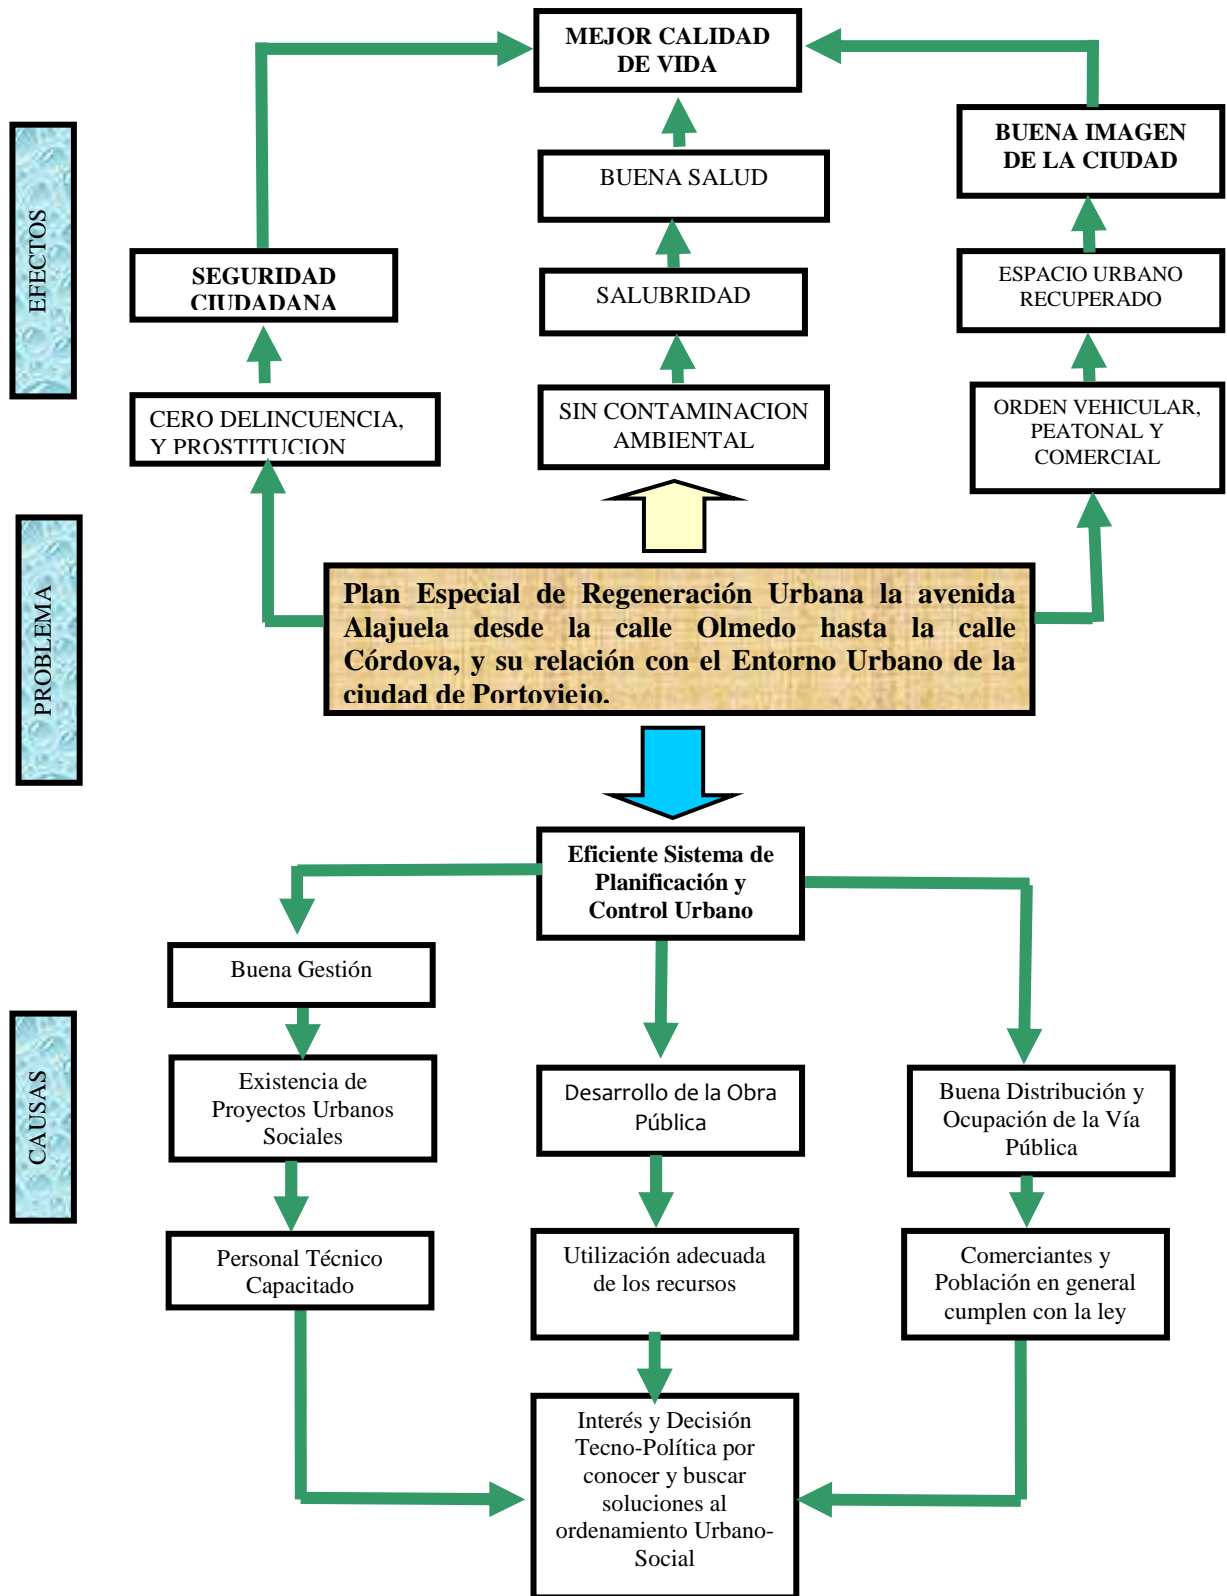 MEJOR CALIDAD
DE VIDA
BUENA IMAGEN
DE LA CIUDAD
BUENA SALUD
EFECTOS
SEGURIDAD
CIUDADANA
SALUBRIDAD
ESPACIO URBANO
RECUPERADO
CERO DELINCUENCIA,
Y PROSTITUCION
SIN CONTAMINACION
AMBIENTAL
ORDEN VEHICULAR,
PEATONAL Y
COMERCIAL
PROBLEMA
Plan Especial de Regeneración Urbana la avenida
Alajuela desde la calle Olmedo hasta la calle
Córdova, y su relación con el Entorno Urbano de la
ciudad de Portoviejo.
Eficiente Sistema de
Planificación y
Control Urbano
Buena Gestión
CAUSAS
Existencia de
Proyectos Urbanos
Sociales
Desarrollo de la Obra
Pública
Buena Distribución y
Ocupación de la Vía
Pública
Personal Técnico
Capacitado
Utilización adecuada
de los recursos
Comerciantes y
Población en general
cumplen con la ley
Interés y Decisión
Tecno-Política por
conocer y buscar
soluciones al
ordenamiento Urbano-
Social